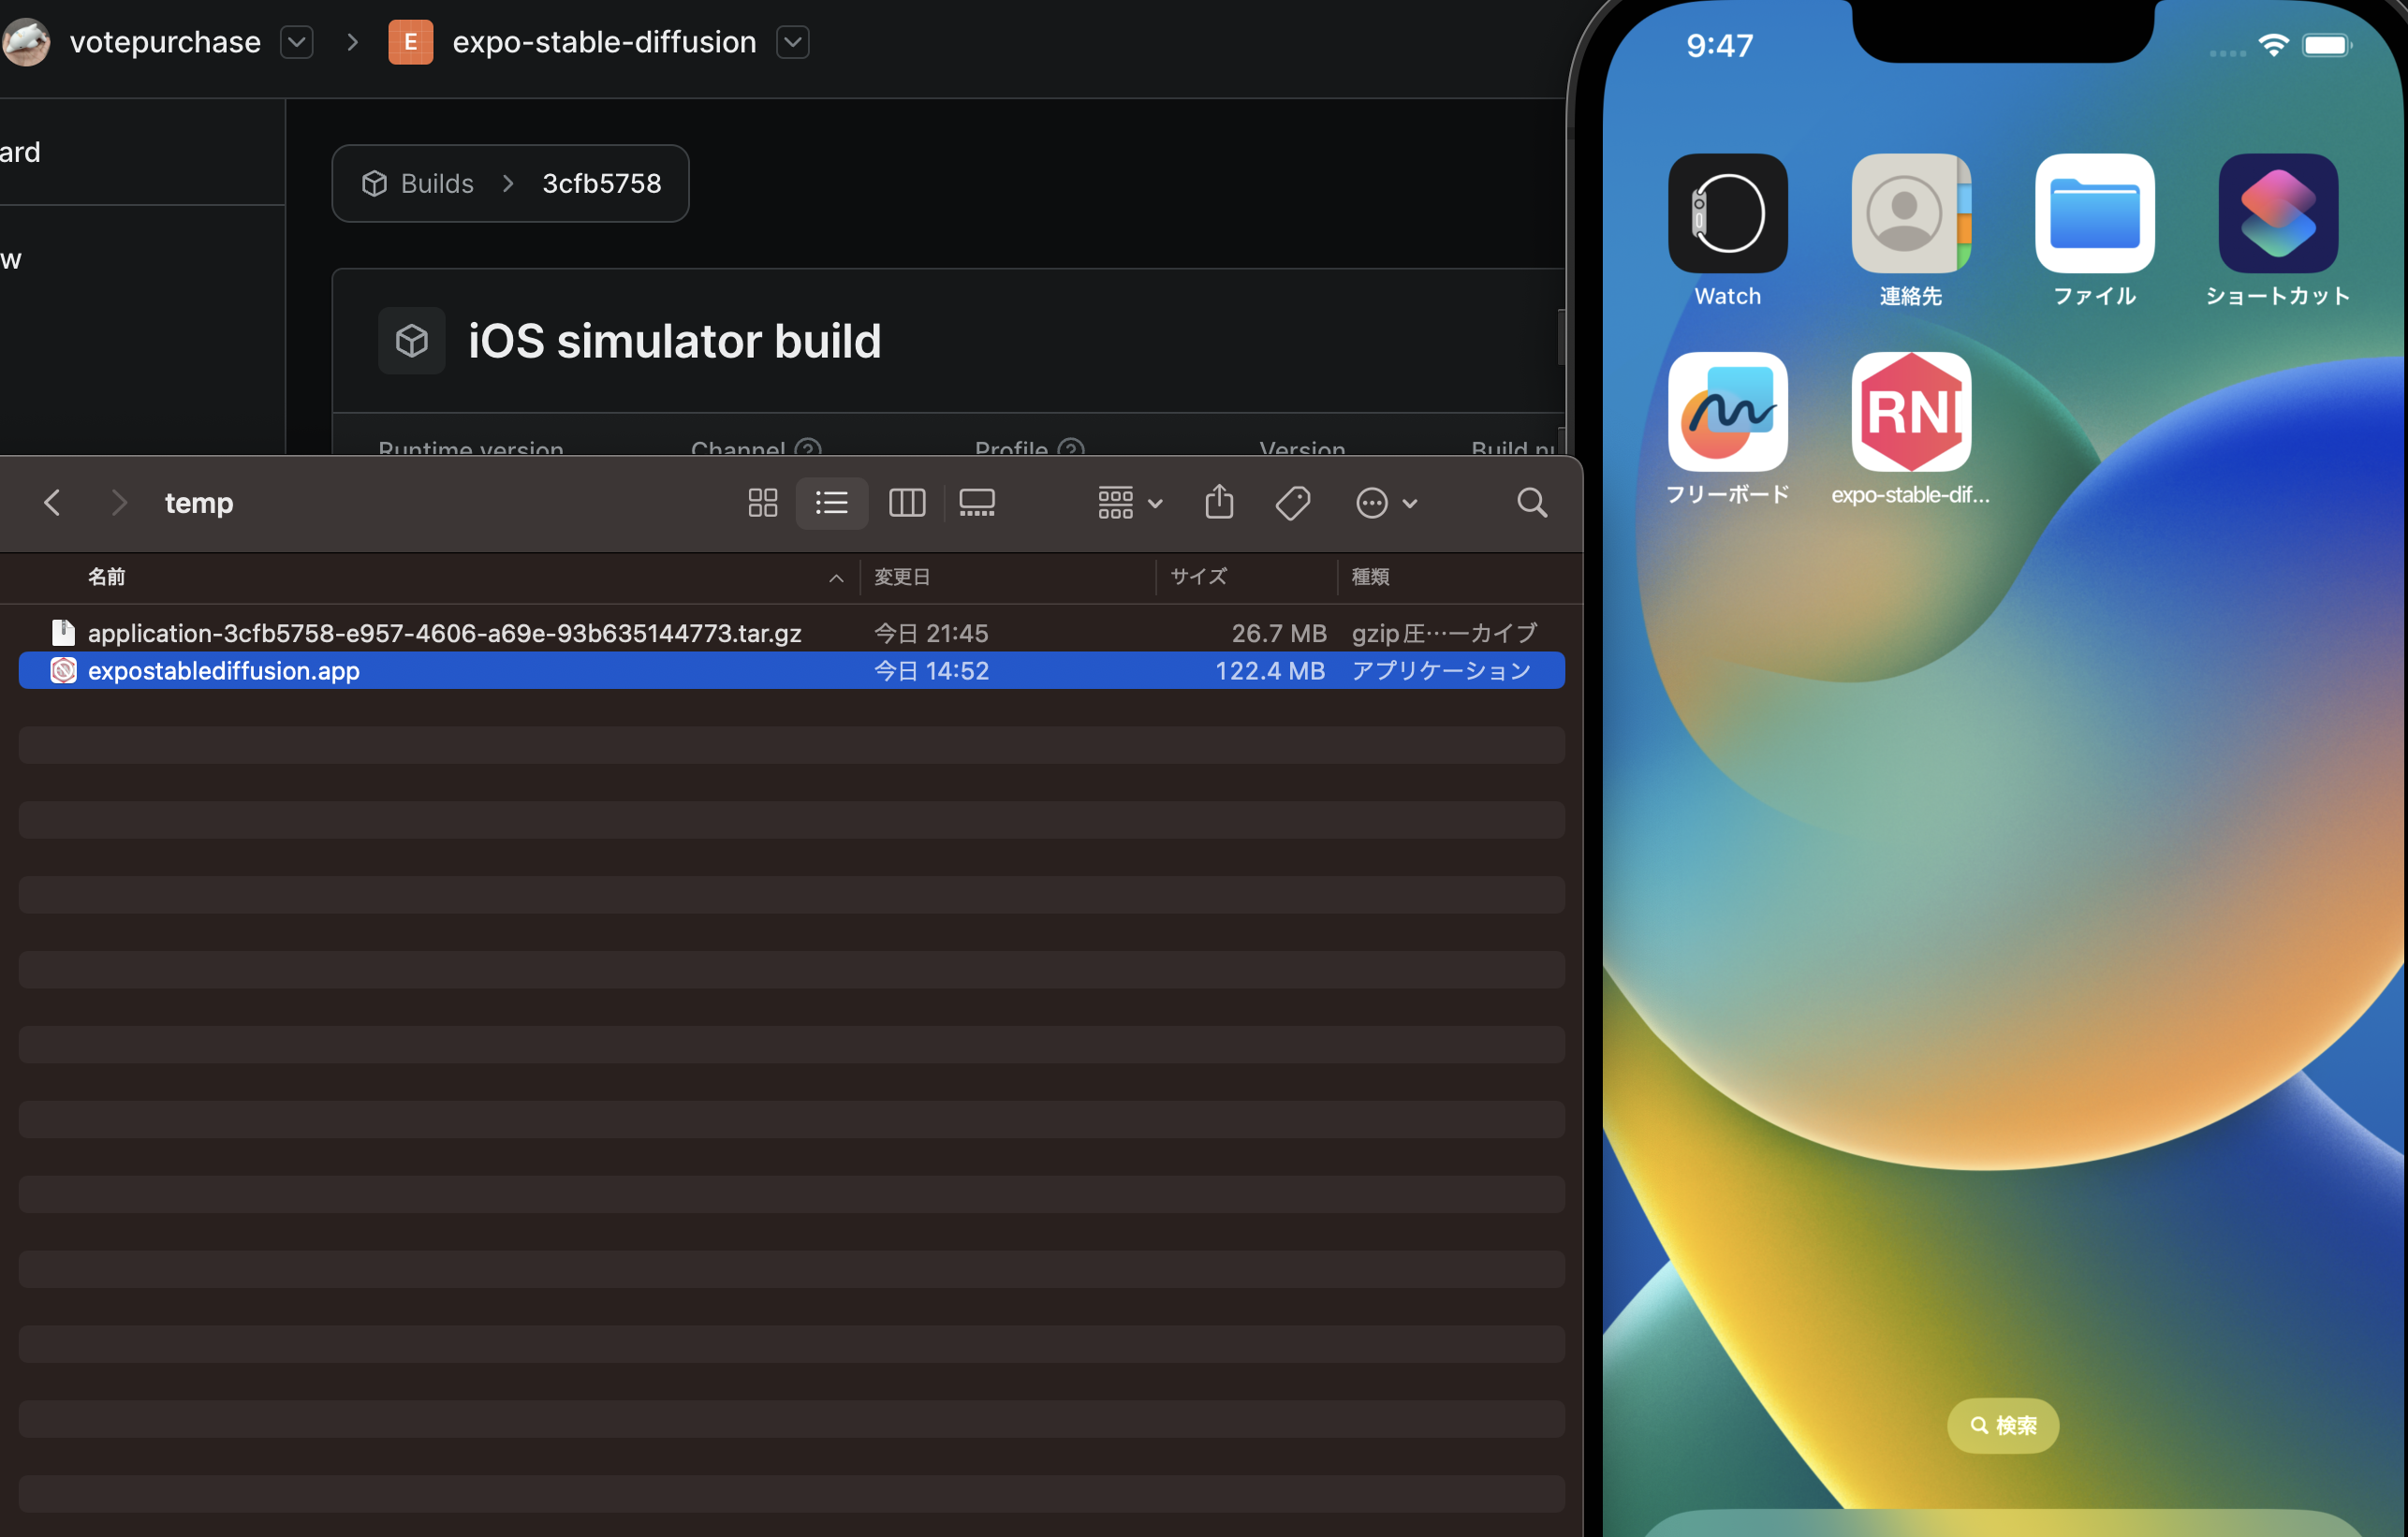 votepurchase
E
expo-stable-diffusion
ard
w
Builds
3cfb5758
iOS simulator build
Runtime version
Channel
Profile
Version
Build nu
temp
名前
変更日
サイズ
種類
application-3cfb5758-e957-4606-a69e-93b635144773.tar.gz
今日 21:45
26.7 MB
gzip圧…ーカイブ
expostablediffusion.app
今日 14:52
122.4 MB
アプリケーション
9:47
Watch
連絡先
ファイル
ショートカット
RNI
フリーボード
expo-stable-dif...
検索